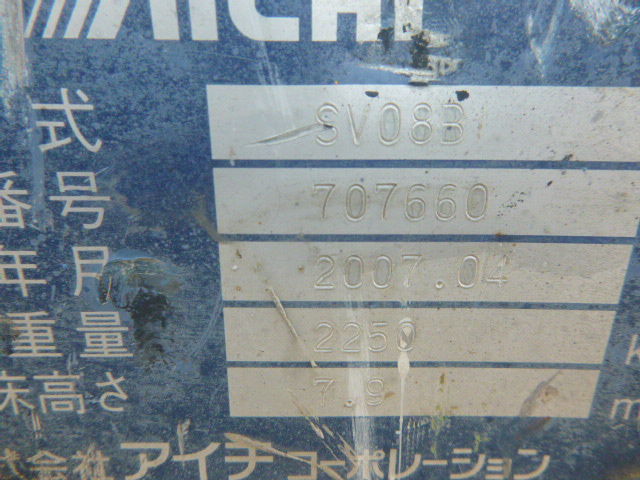 AICHI
式 SV08B
番号 707660
年月 2007.04
重量 2250 k
床高さ 7.9 m
式会社アイチコーポレーション